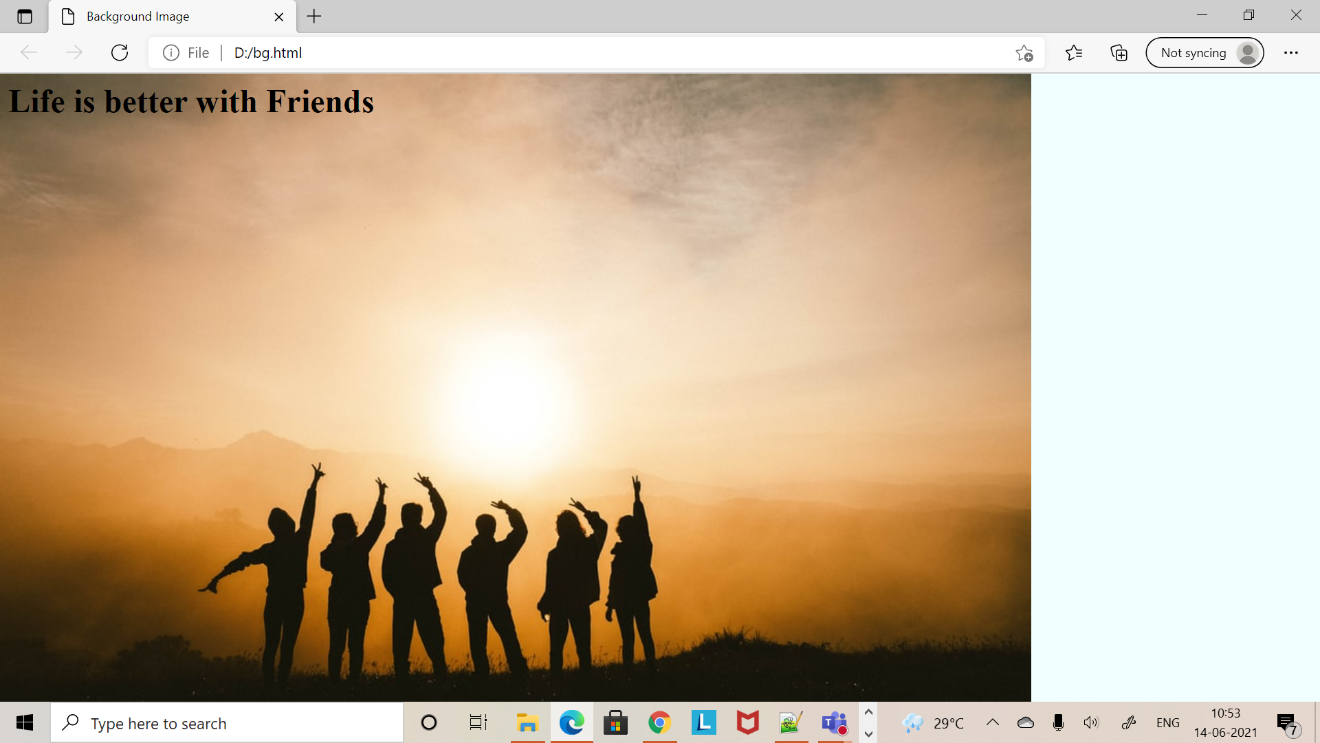 Background Image
File
D:/bg.html
Not syncing
Life is better with Friends
Type here to search
L
29°C
ENG
10:53
14-06-2021
7